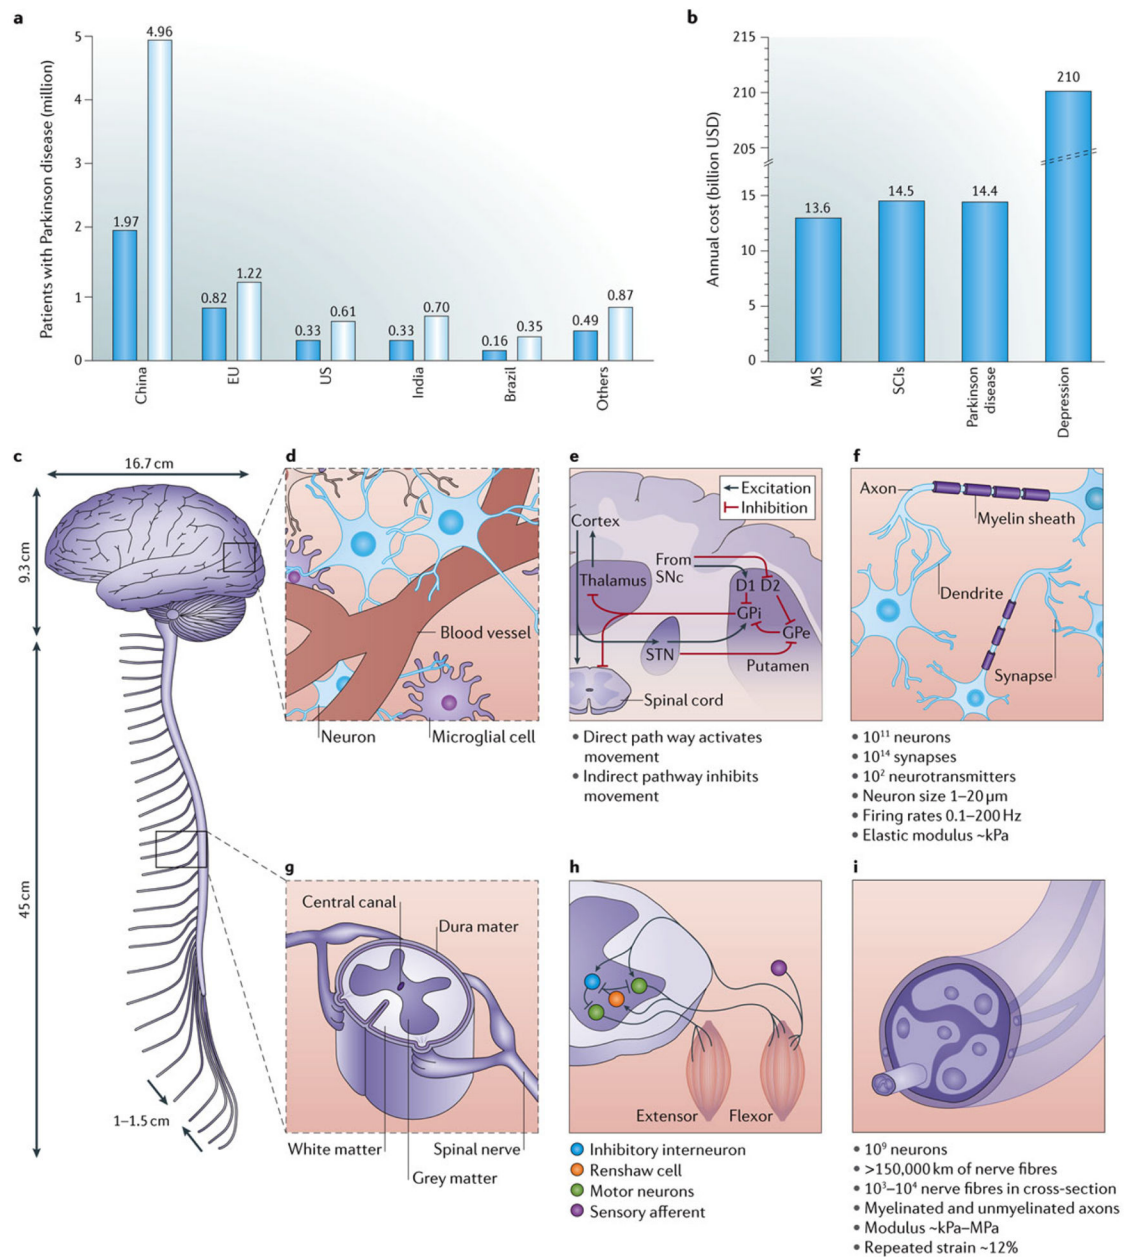 a
Patients with Parkinson disease (million)
5
4
3
2
1
0
1.97
4.96
0.82
1.22
0.33
0.61
0.33
0.70
0.16
0.35
0.49
0.87
China
EU
US
India
Brazil
Others
b
Annual cost (billion USD)
215
210
205
15
10
5
0
13.6
14.5
14.4
210
MS
SCIs
Parkinson
disease
Depression
c
16.7 cm
9.3 cm
45 cm
1–1.5 cm
d
Blood vessel
Neuron
Microglial cell
e
Excitation
Inhibition
Cortex
Thalamus
From
SNc
D1 D2
GPi
GPe
STN
Putamen
Spinal cord
• Direct path way activates
movement
• Indirect pathway inhibits
movement
f
Axon
Myelin sheath
Dendrite
Synapse
• 10¹¹ neurons
• 10¹⁴ synapses
• 10² neurotransmitters
• Neuron size 1–20 μm
• Firing rates 0.1–200 Hz
• Elastic modulus ~kPa
g
Central canal
Dura mater
White matter
Spinal nerve
Grey matter
h
Extensor
Flexor
Inhibitory interneuron
Renshaw cell
Motor neurons
Sensory afferent
i
• 10⁹ neurons
• >150,000 km of nerve fibres
• 10³–10⁴ nerve fibres in cross-section
• Myelinated and unmyelinated axons
• Modulus ~kPa–MPa
• Repeated strain ~12%